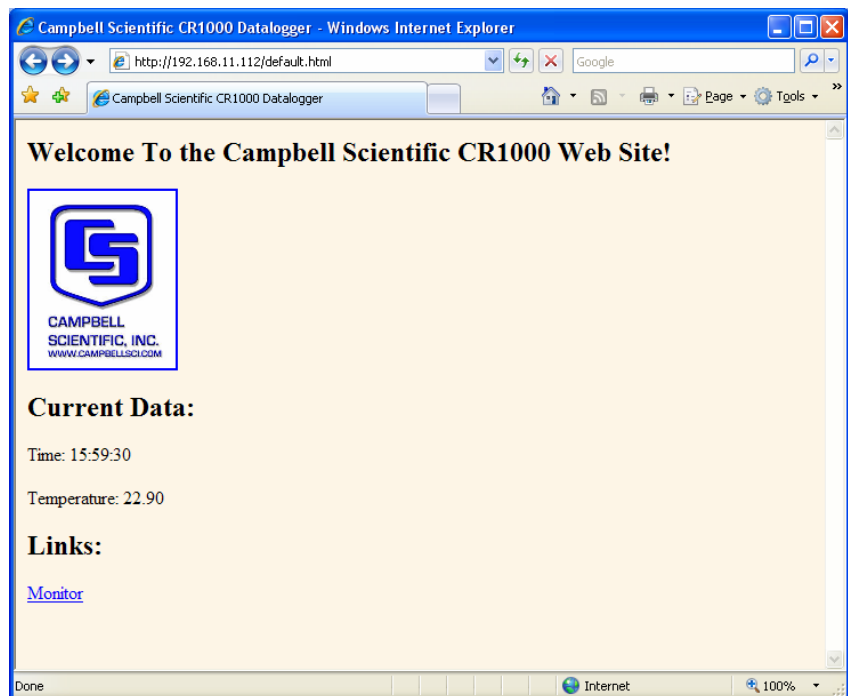 Campbell Scientific CR1000 Datalogger - Windows Internet Explorer
http://192.168.11.112/default.html
Google
Campbell Scientific CR1000 Datalogger
Page
Tools
Welcome To the Campbell Scientific CR1000 Web Site!
CAMPBELL
SCIENTIFIC, INC.
WWW.CAMPBELLSCI.COM
Current Data:
Time: 15:59:30
Temperature: 22.90
Links:
Monitor
Done
Internet
100%